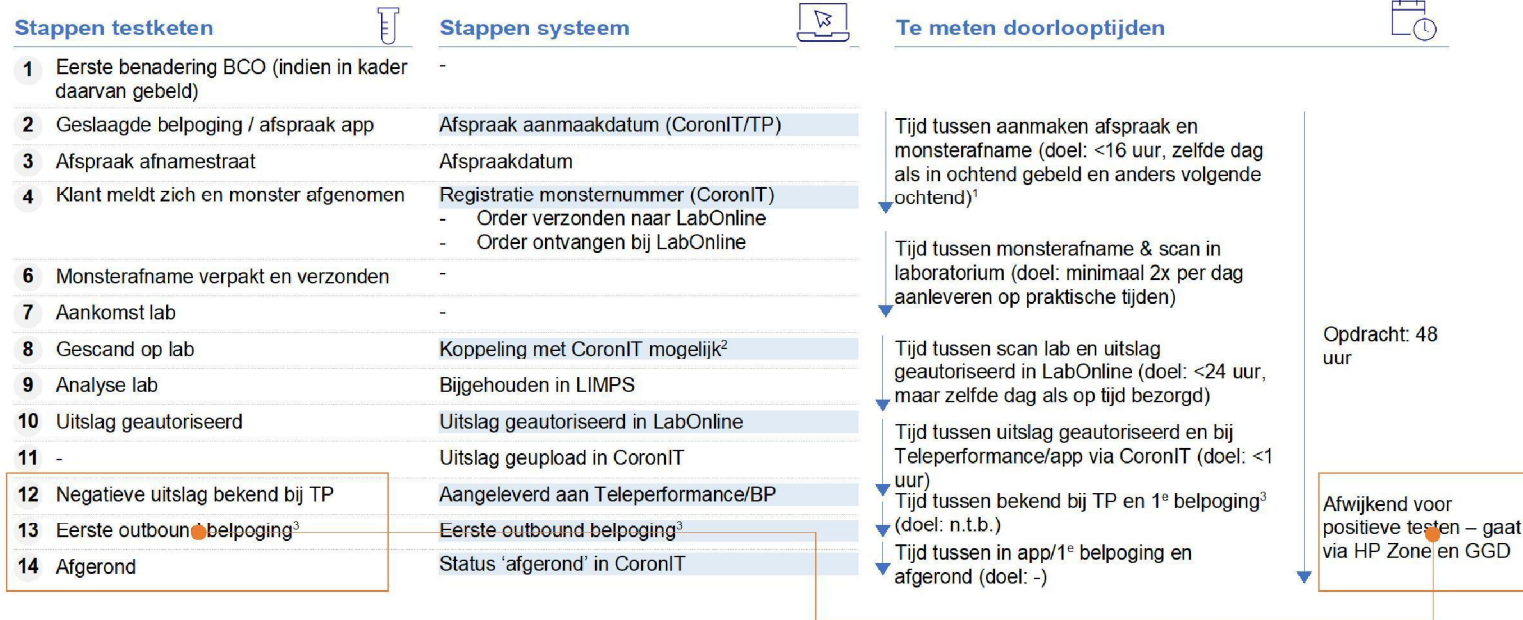 Stappen testketen
Stappen systeem
Te meten doorlooptijden
1 Eerste benadering BCO (indien in kader
daarvan gebeld)
-
2 Geslaagde belpoging / afspraak app
Afspraak aanmaakdatum (CoronIT/TP)
3 Afspraak afnamestraat
Afspraakdatum
4 Klant meldt zich en monster afgenomen
Registratie monsternummer (CoronIT)
- Order verzonden naar LabOnline
- Order ontvangen bij LabOnline
6 Monsterafname verpakt en verzonden
-
7 Aankomst lab
-
8 Gescand op lab
Koppeling met CoronIT mogelijk²
9 Analyse lab
Bijgehouden in LIMPS
10 Uitslag geautoriseerd
Uitslag geautoriseerd in LabOnline
11 -
Uitslag geupload in CoronIT
12 Negatieve uitslag bekend bij TP
Aangeleverd aan Teleperformance/BP
13 Eerste outbound belpoging³
Eerste outbound belpoging³
14 Afgerond
Status ‘afgerond’ in CoronIT
Tijd tussen aanmaken afspraak en
monsterafname (doel: <16 uur, zelfde dag
als in ochtend gebeld en anders volgende
ochtend)¹
Tijd tussen monsterafname & scan in
laboratorium (doel: minimaal 2x per dag
aanleveren op praktische tijden)
Tijd tussen scan lab en uitslag
geautoriseerd in LabOnline (doel: <24 uur,
maar zelfde dag als op tijd bezorgd)
Tijd tussen uitslag geautoriseerd en bij
Teleperformance/app via CoronIT (doel: <1
uur)
Tijd tussen bekend bij TP en 1ᵉ belpoging³
(doel: n.t.b.)
Tijd tussen in app/1ᵉ belpoging en
afgerond (doel: -)
Opdracht: 48
uur
Afwijkend voor
positieve testen – gaat
via HP Zone en GGD